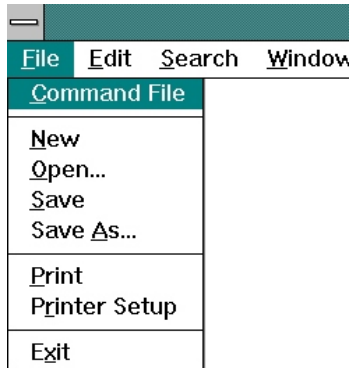 File Edit Search Window
Command File
New
Open...
Save
Save As...
Print
Printer Setup
Exit